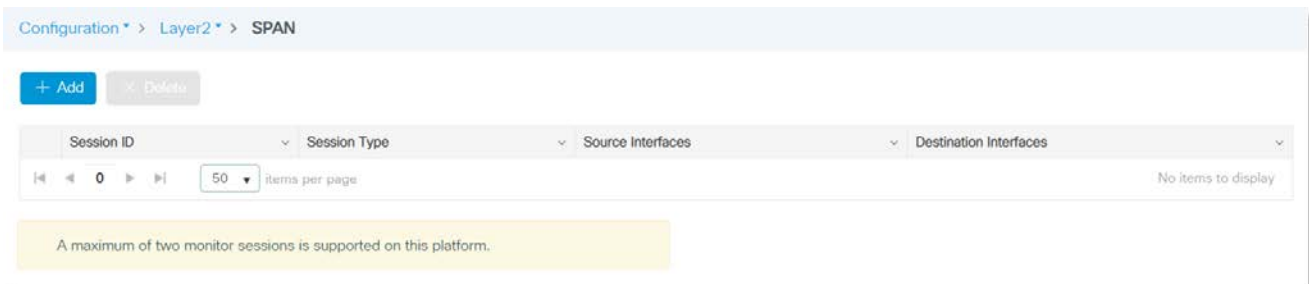 Configuration > Layer2 > SPAN
+ Add × Delete
Session ID Session Type Source Interfaces Destination Interfaces
0 50 items per page No items to display
A maximum of two monitor sessions is supported on this platform.